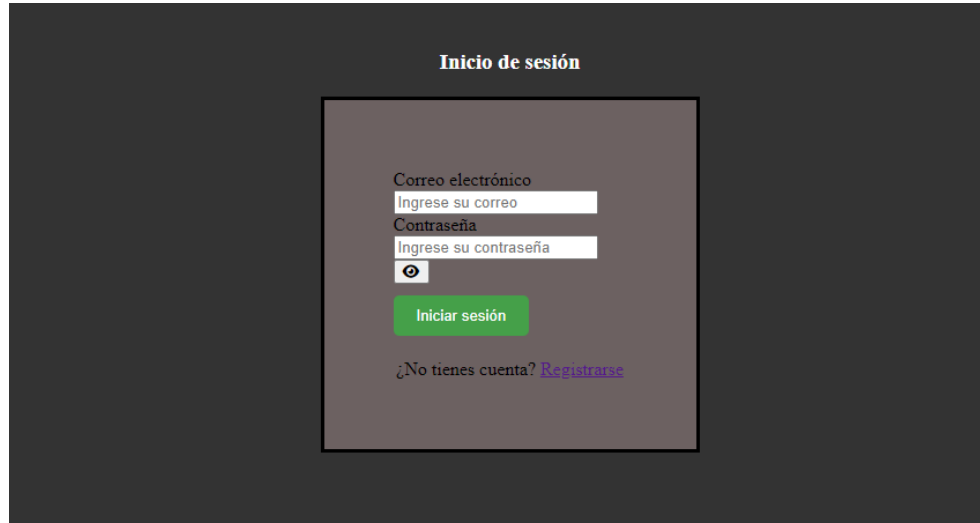 Inicio de sesión
Correo electrónico
Ingrese su correo
Contraseña
Ingrese su contraseña
Iniciar sesión
¿No tienes cuenta? Registrarse